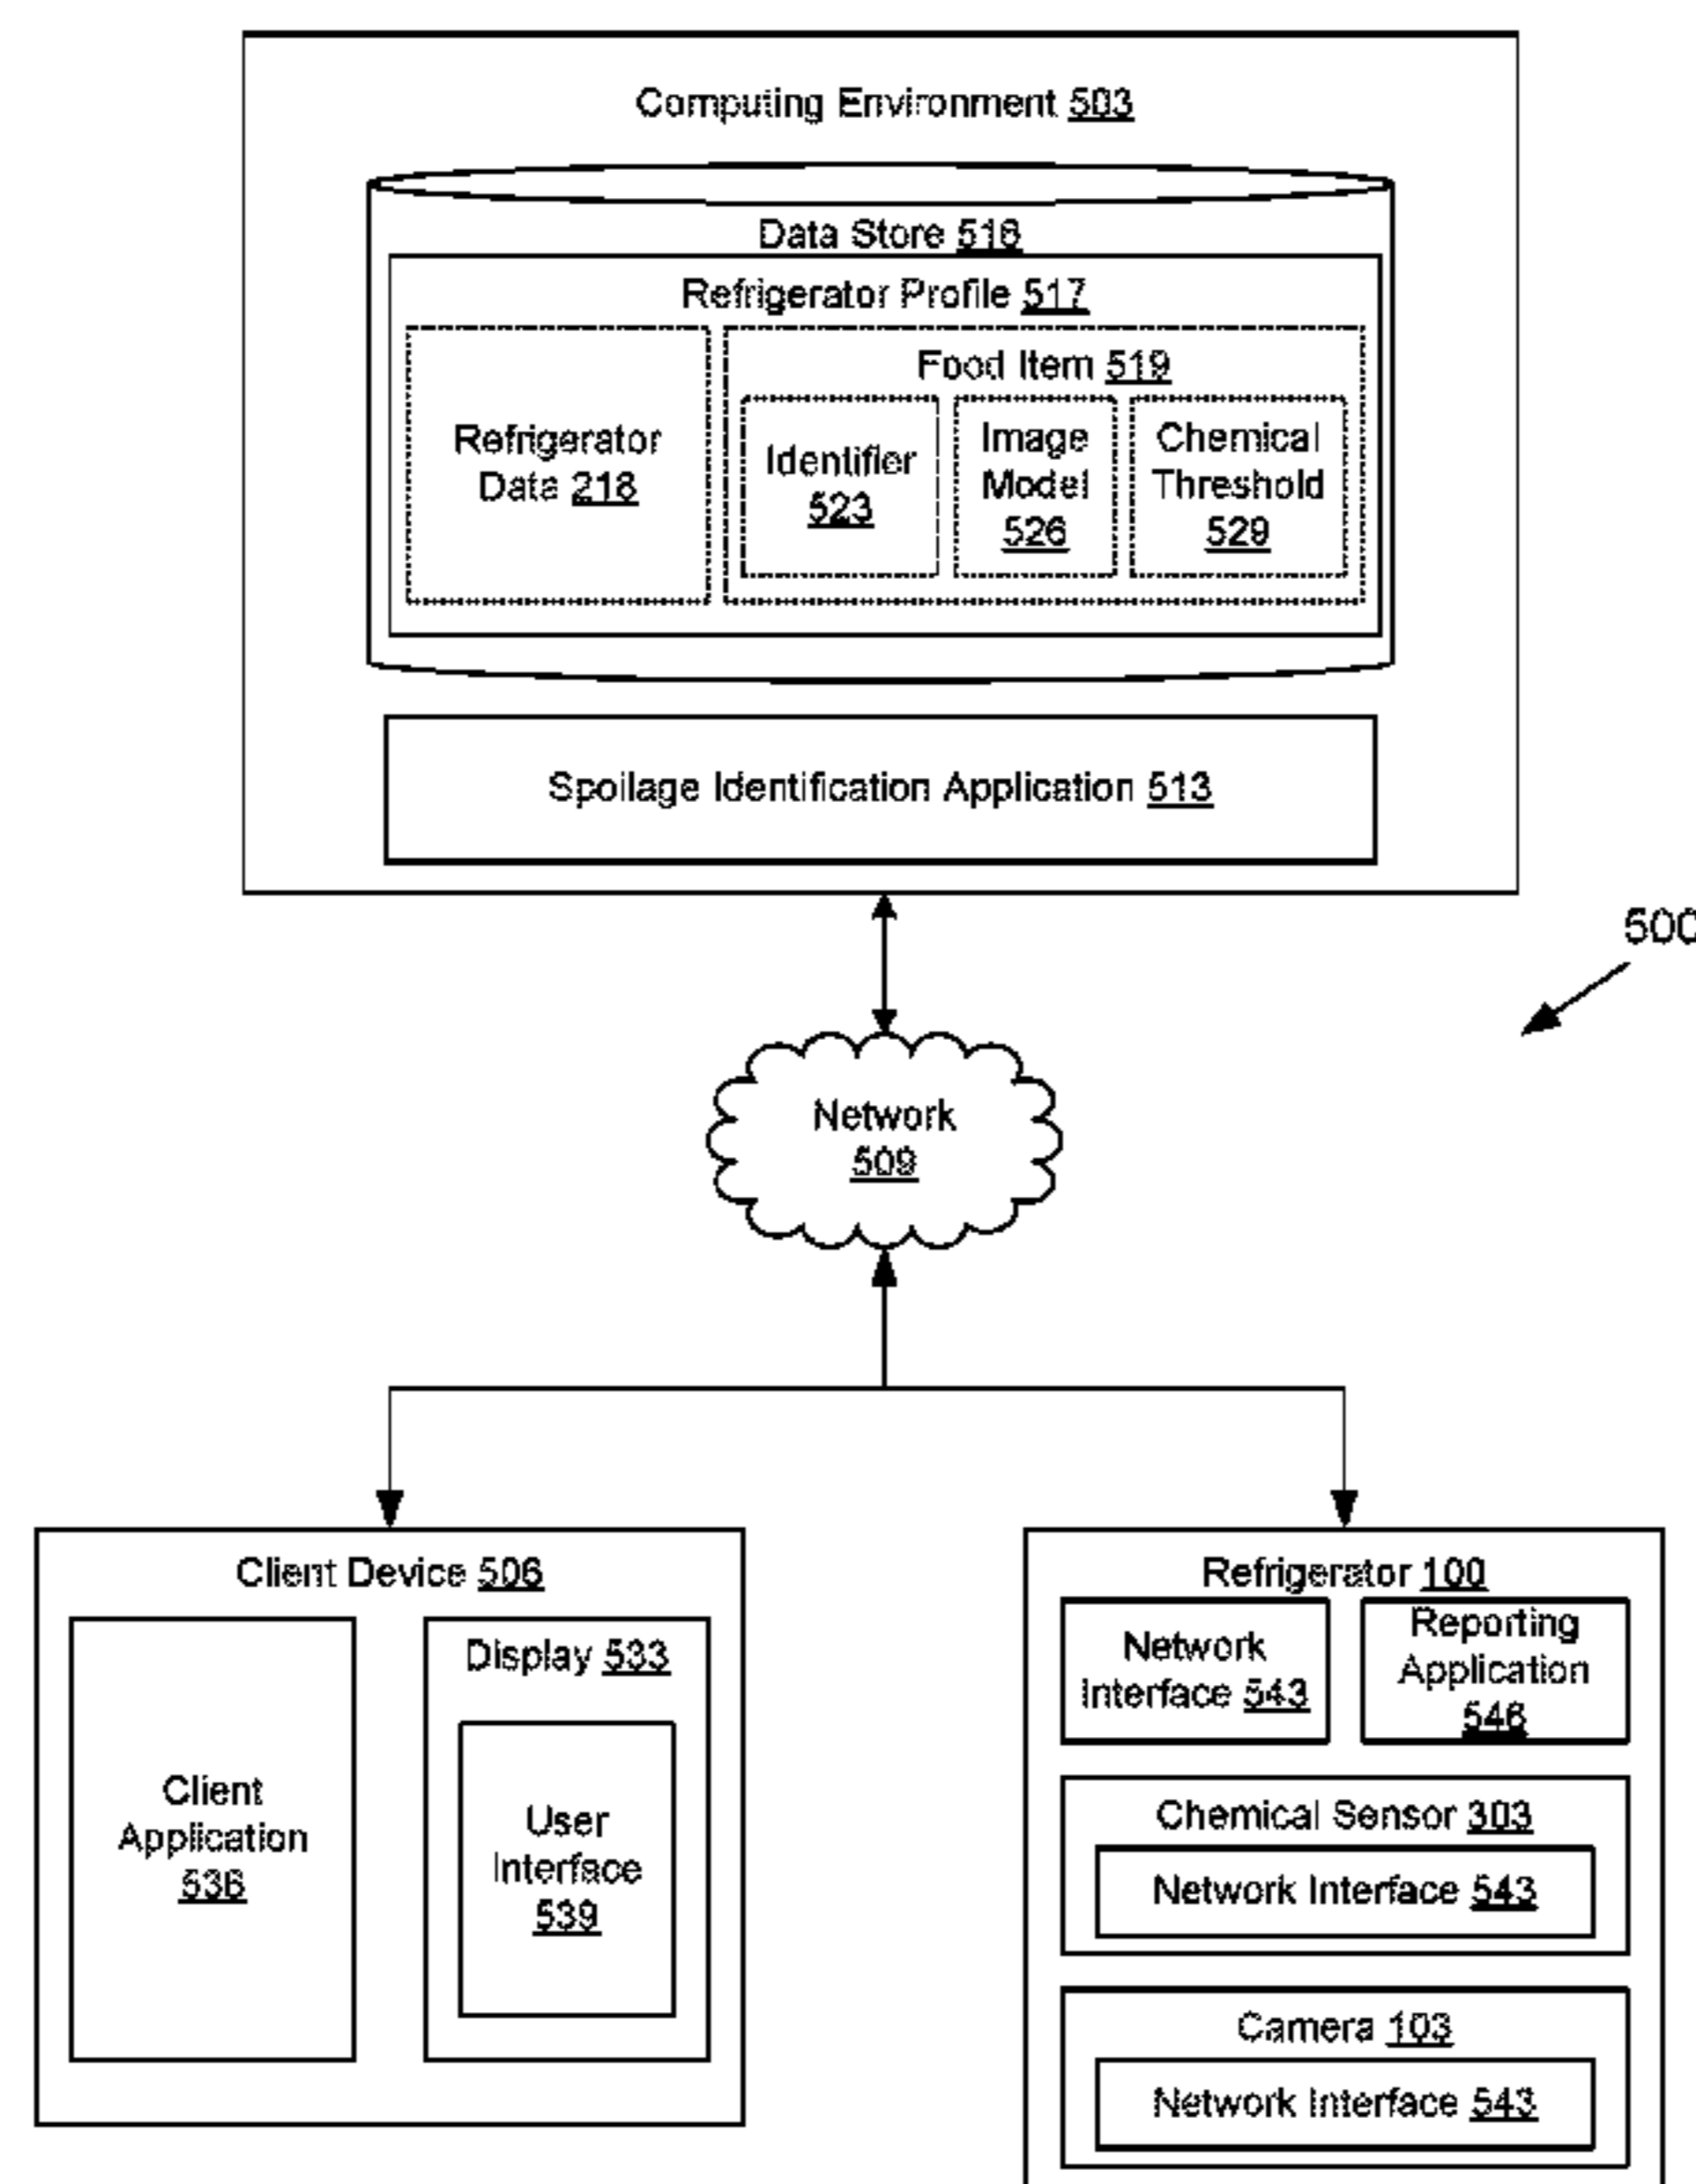 Computing Environment 503
Data Store 516
Refrigerator Profile 517
Refrigerator
Data 218
Food Item 519
Identifier
523
Image
Model
526
Chemical
Threshold
529
Spoilage Identification Application 513
500
Network
509
Client Device 506
Client
Application
536
Display 533
User
Interface
539
Refrigerator 100
Network
Interface 543
Reporting
Application
546
Chemical Sensor 303
Network Interface 543
Camera 103
Network Interface 543